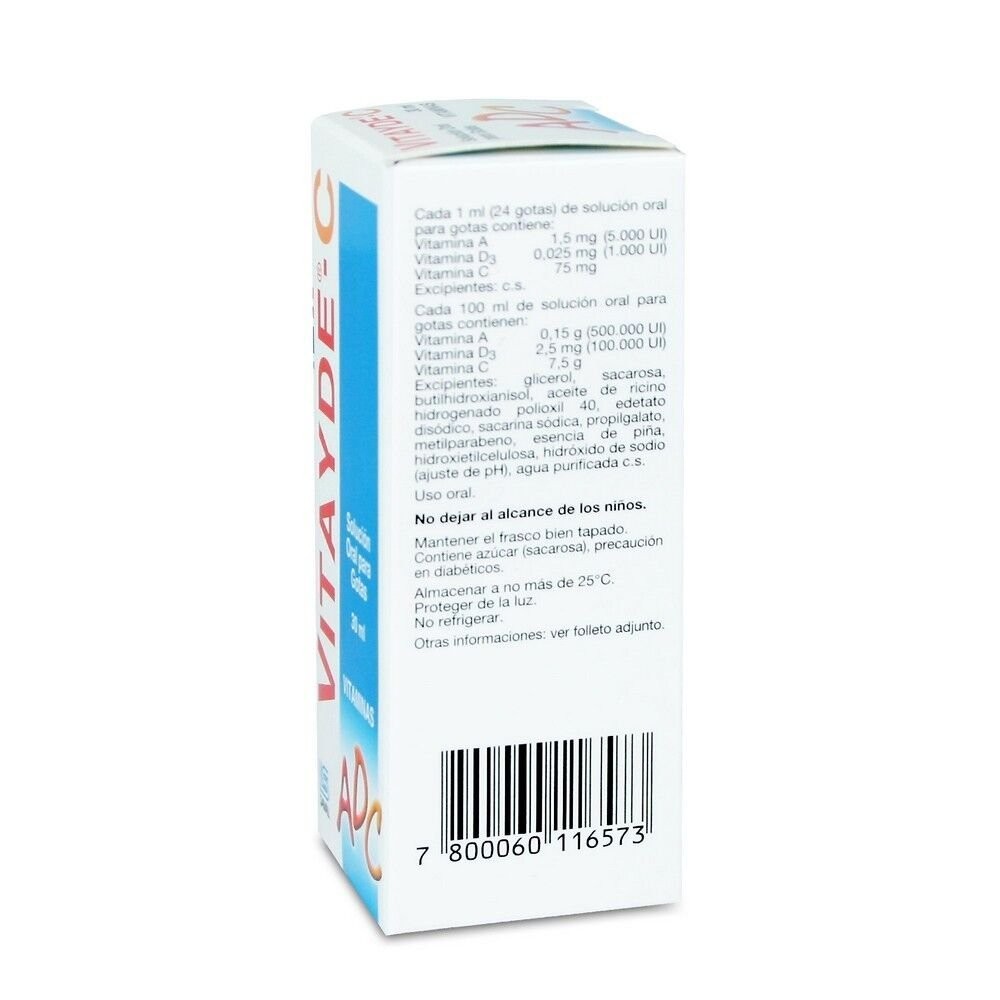 VITAYDE·C
ADC
Cada 1 ml (24 gotas) de solución oral
para gotas contiene:
Vitamina A 1,5 mg (5.000 UI)
Vitamina D3 0,025 mg (1.000 UI)
Vitamina C 75 mg
Excipientes: c.s.
Cada 100 ml de solución oral para
gotas contienen:
Vitamina A 0,15 g (500.000 UI)
Vitamina D3 2,5 mg (100.000 UI)
Vitamina C 7,5 g
Excipientes: glicerol, sacarosa,
butilhidroxianisol, aceite de ricino
hidrogenado polioxil 40, edetato
disódico, sacarina sódica, propilgalato,
metilparabeno, esencia de piña,
hidroxietilcelulosa, hidróxido de sodio
(ajuste de pH), agua purificada c.s.
Uso oral.
No dejar al alcance de los niños.
Mantener el frasco bien tapado.
Contiene azúcar (sacarosa), precaución
en diabéticos.
Almacenar a no más de 25°C.
Proteger de la luz.
No refrigerar.
Otras informaciones: ver folleto adjunto.
7 800060 116573
VITAYDE®·C
Solución
Oral para
Gotas
30 ml
VITAMINAS
ADC